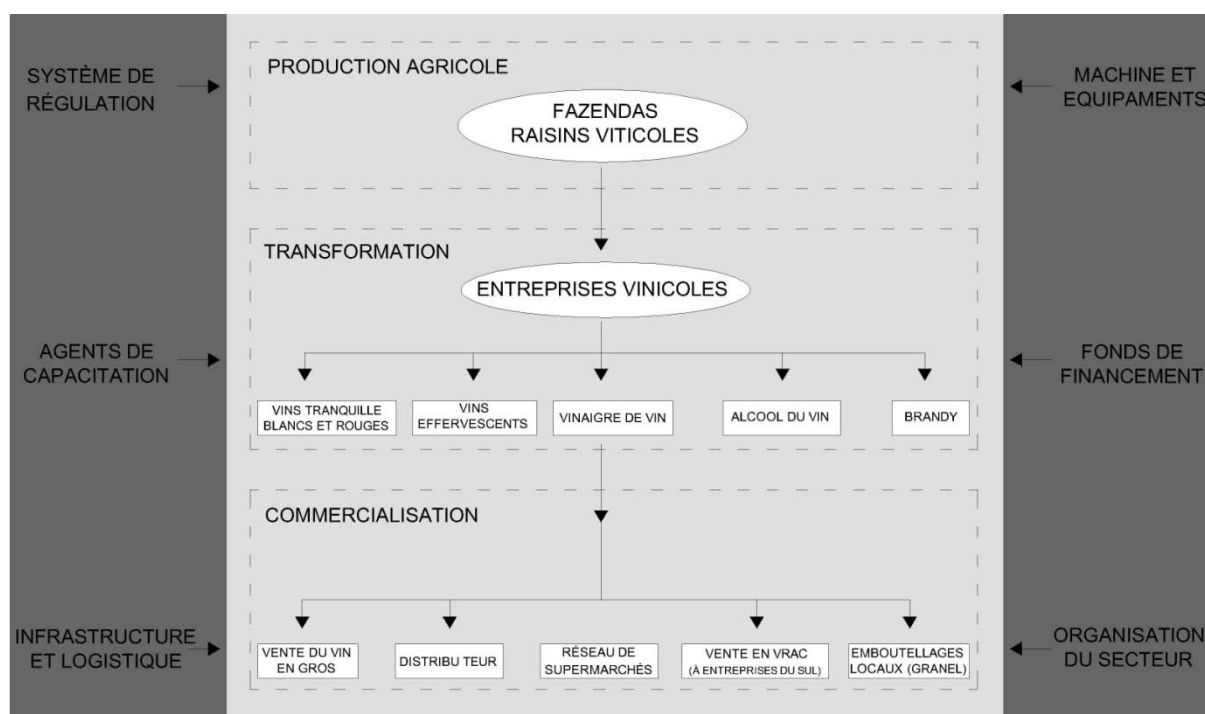 SYSTÈME DE
RÉGULATION
PRODUCTION AGRICOLE
FAZENDAS
RAISINS VITICOLES
MACHINE ET
EQUIPAMENTS
TRANSFORMATION
ENTREPRISES VINICOLES
AGENTS DE
CAPACITATION
FONDS DE
FINANCEMENT
VINS TRANQUILLE
BLANCS ET ROUGES
VINS
EFFERVESCENTS
VINAIGRE DE VIN
ALCOOL DU VIN
BRANDY
COMMERCIALISATION
INFRASTRUCTURE
ET LOGISTIQUE
VENTE DU VIN
EN GROS
DISTRIBU TEUR
RÉSEAU DE
SUPERMARCHÉS
VENTE EN VRAC
(À ENTREPRISES DU SUL)
EMBOUTELLAGES
LOCAUX (GRANEL)
ORGANISATION
DU SECTEUR